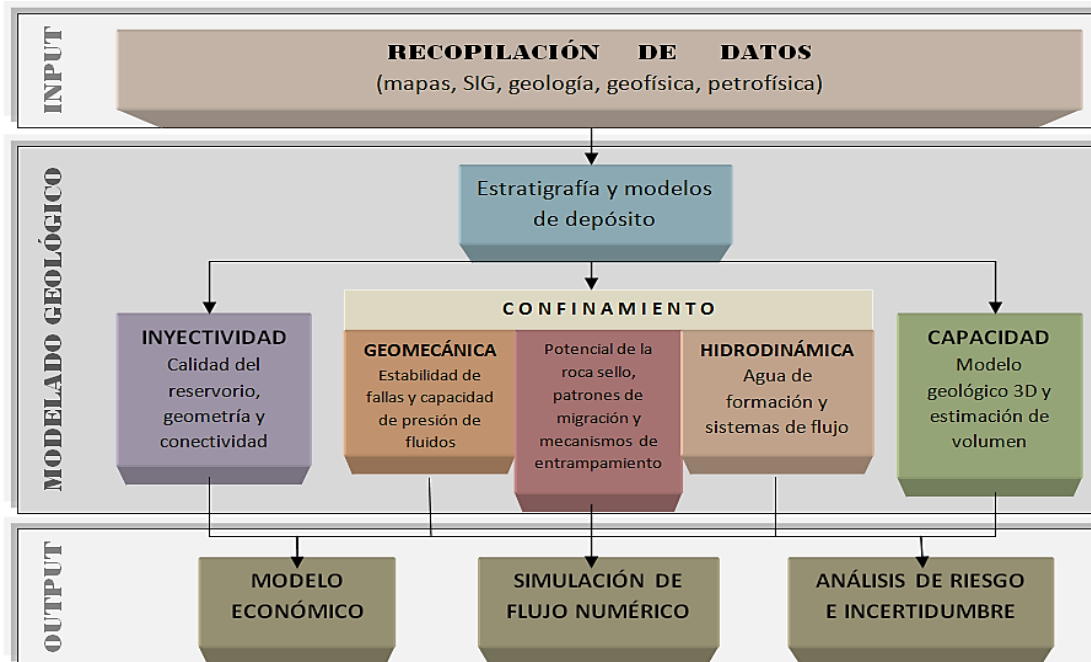 INPUT
RECOPILACIÓN DE DATOS
(mapas, SIG, geología, geofísica, petrofísica)
MODELADO GEOLÓGICO
Estratigrafía y modelos
de depósito
INYECTIVIDAD
Calidad del
reservorio,
geometría y
conectividad
CONFINAMIENTO
GEOMECÁNICA
Estabilidad de
fallas y capacidad
de presión de
fluidos
Potencial de la
roca sello,
patrones de
migración y
mecanismos de
entrampamiento
HIDRODINÁMICA
Agua de
formación y
sistemas de flujo
CAPACIDAD
Modelo
geológico 3D y
estimación de
volumen
OUTPUT
MODELO
ECONÓMICO
SIMULACIÓN DE
FLUJO NUMÉRICO
ANÁLISIS DE RIESGO
E INCERTIDUMBRE